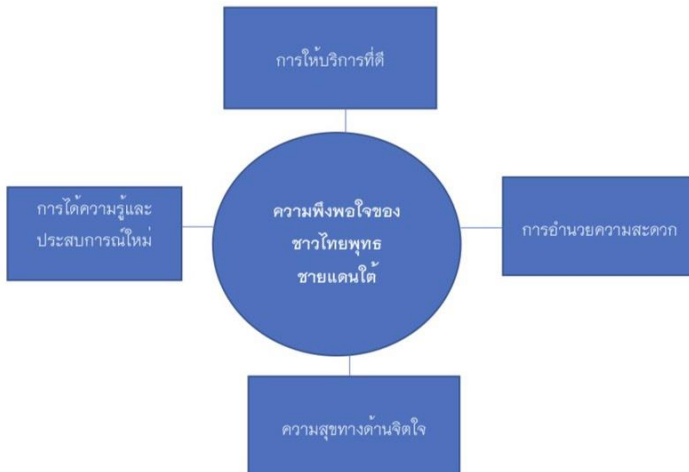 การให้บริการที่ดี
การได้ความรู้และ
ประสบการณ์ใหม่
ความพึงพอใจของ
ชาวไทยพุทธ
ชายแดนใต้
การอำนวยความสะดวก
ความสุขทางด้านจิตใจ